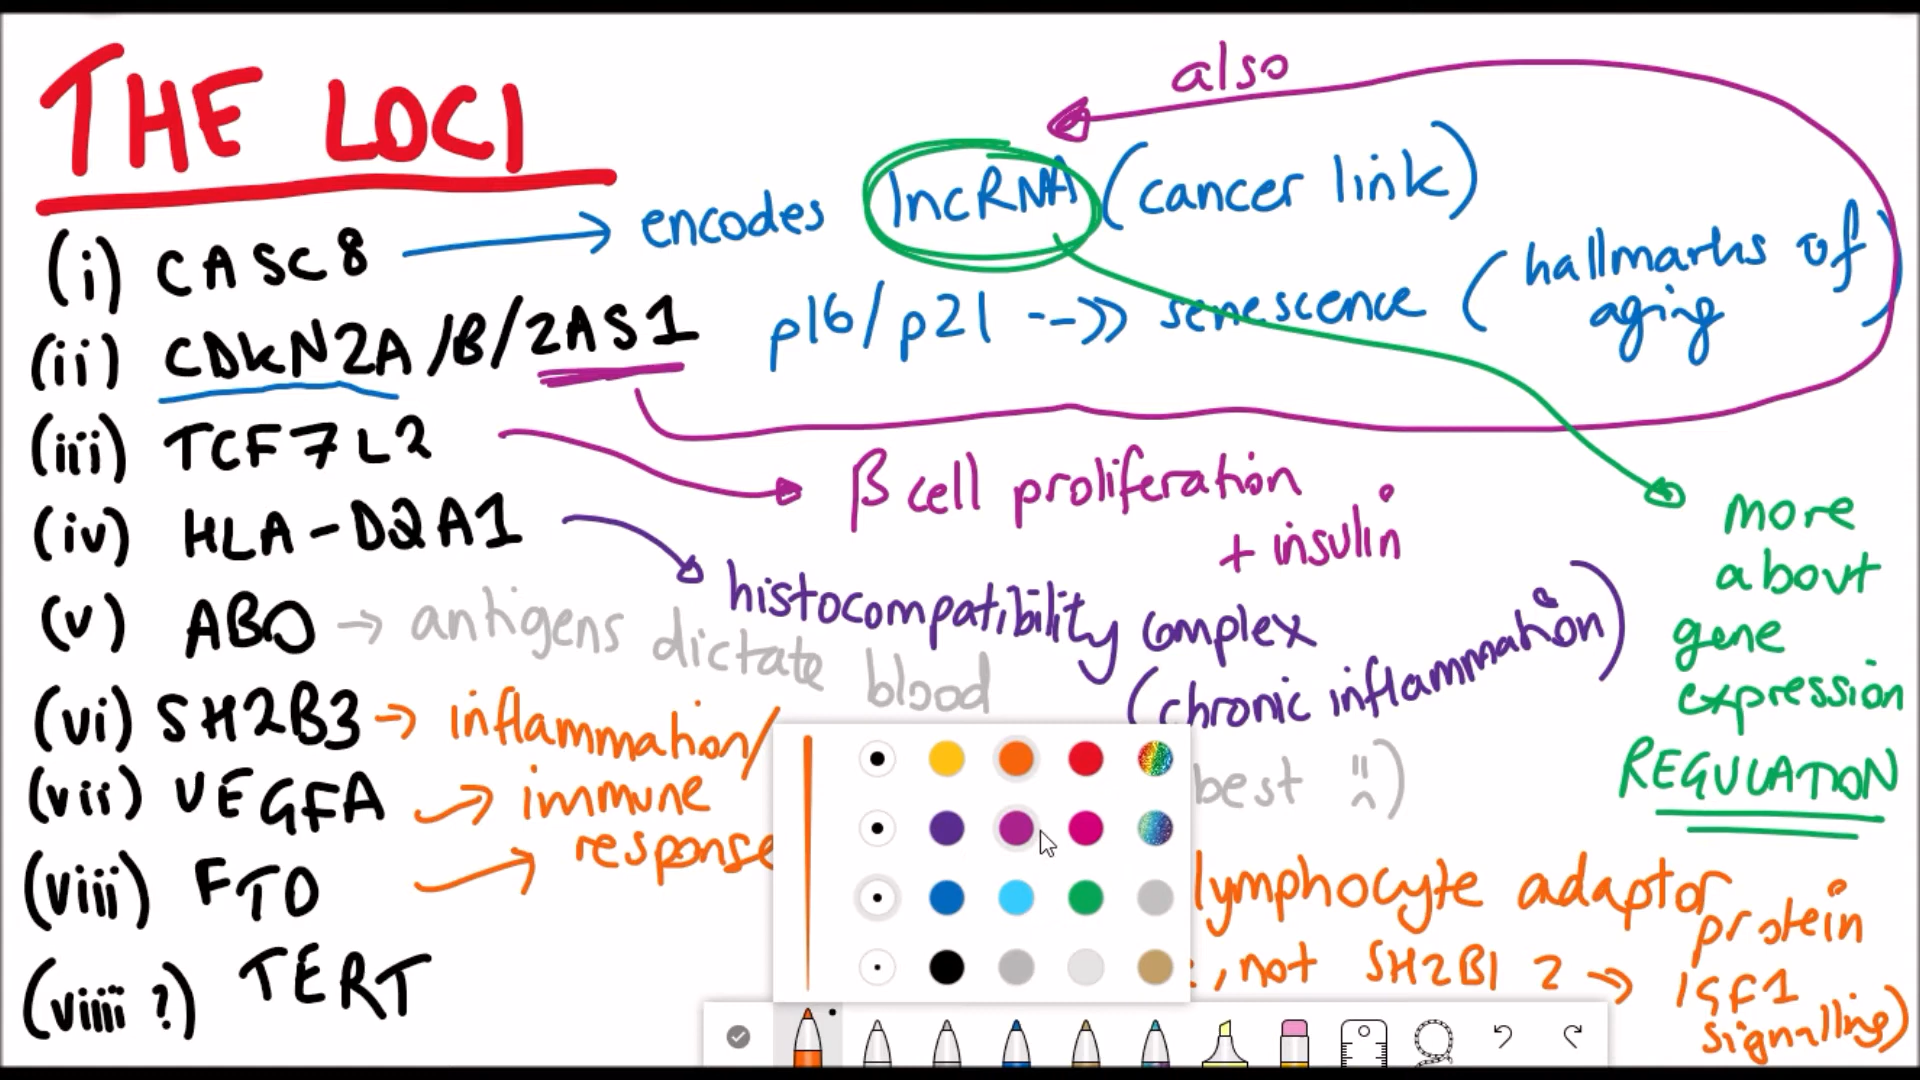 THE LOCI
also
(i) CASC8 → encodes lncRNA (cancer link)
(ii) CDKN2A/B/2AS1 p16/p21 -->> senescence (hallmarks of aging)
(iii) TCF7L2 β cell proliferation
+ insulin
(iv) HLA-DQA1 histocompatibility complex
(chronic inflammation)
(v) ABO → antigens dictate blood
best
(vi) SH2B3 → inflammation/
immune
response
(vii) VEGFA
(viii) FTO
(viiii?) TERT
lymphocyte adaptor
protein
, not SH2B1 2 → IGF1
signalling)
more
about
gene
expression
REGULATION